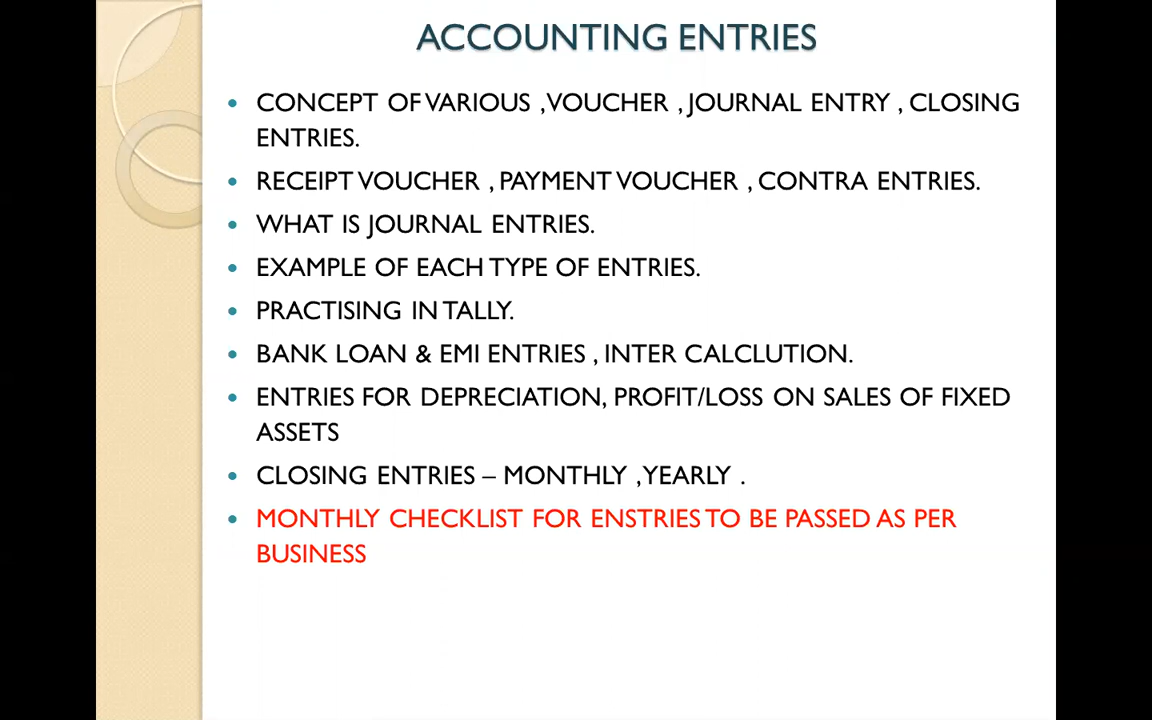 ACCOUNTING ENTRIES
• CONCEPT OF VARIOUS ,VOUCHER , JOURNAL ENTRY , CLOSING
ENTRIES.
• RECEIPT VOUCHER , PAYMENT VOUCHER , CONTRA ENTRIES.
• WHAT IS JOURNAL ENTRIES.
• EXAMPLE OF EACH TYPE OF ENTRIES.
• PRACTISING IN TALLY.
• BANK LOAN & EMI ENTRIES , INTER CALCLUTION.
• ENTRIES FOR DEPRECIATION, PROFIT/LOSS ON SALES OF FIXED
ASSETS
• CLOSING ENTRIES – MONTHLY ,YEARLY .
• MONTHLY CHECKLIST FOR ENSTRIES TO BE PASSED AS PER
BUSINESS